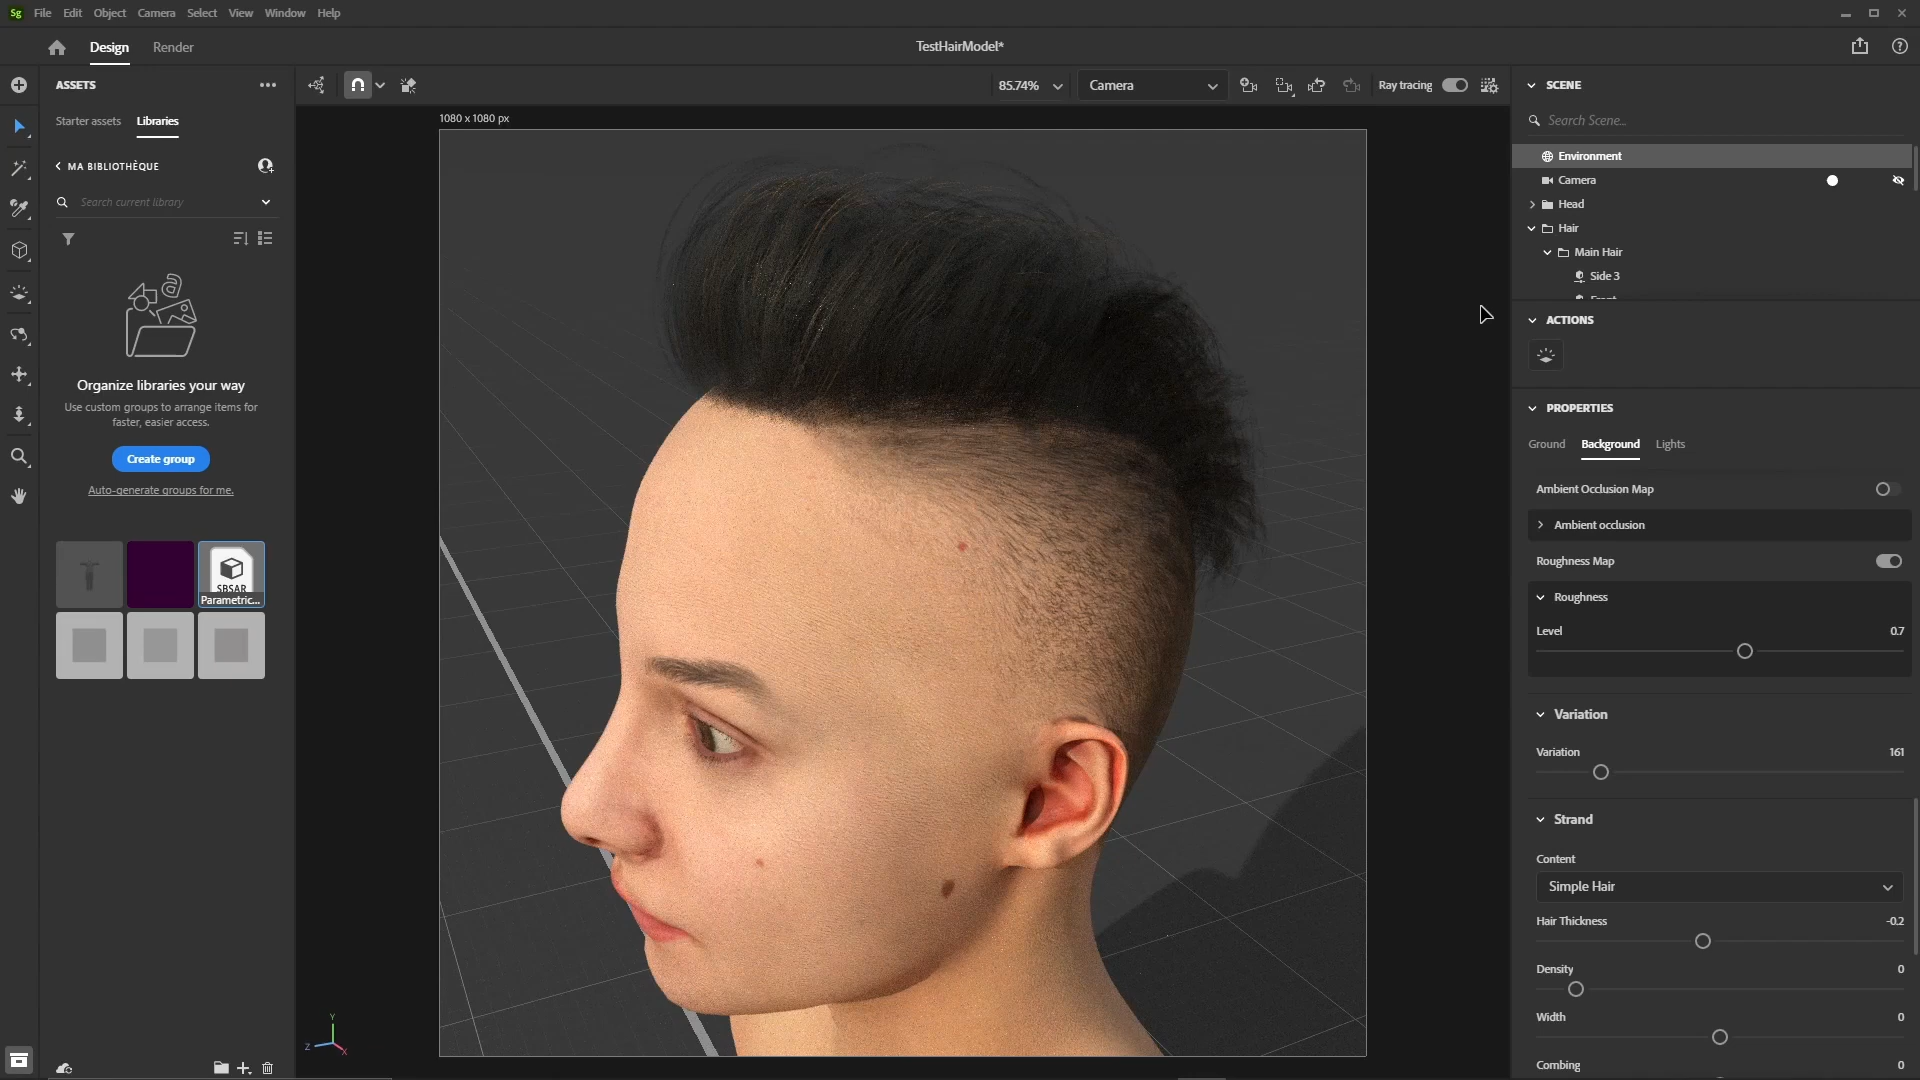 Sg File Edit Object Camera Select View Window Help
Design Render
TestHairModel*
ASSETS
Starter assets Libraries
MA BIBLIOTHÈQUE
Search current library
Organize libraries your way
Use custom groups to arrange items for
faster, easier access.
Create group
Auto-generate groups for me.
SBSAR
Parametric...
85.74% Camera Ray tracing
1080 x 1080 px
Y
Z X
SCENE
Search Scene...
Environment
Camera
Head
Hair
Main Hair
Side 3
Front
ACTIONS
PROPERTIES
Ground Background Lights
Ambient Occlusion Map
Ambient occlusion
Roughness Map
Roughness
Level 0.7
Variation
Variation 161
Strand
Content
Simple Hair
Hair Thickness -0.2
Density 0
Width 0
Combing 0